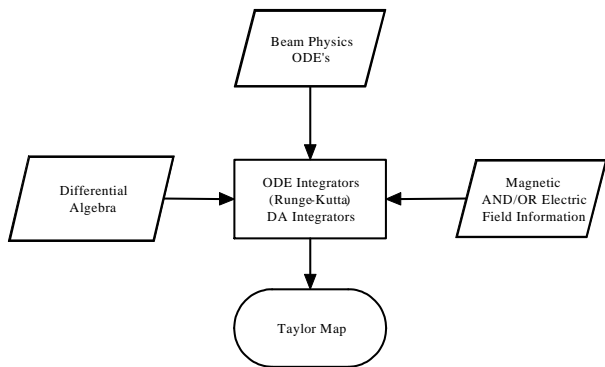 Beam Physics
ODE's
Differential
Algebra
ODE Integrators
(Runge-Kutta)
DA Integrators
Magnetic
AND/OR Electric
Field Information
Taylor Map